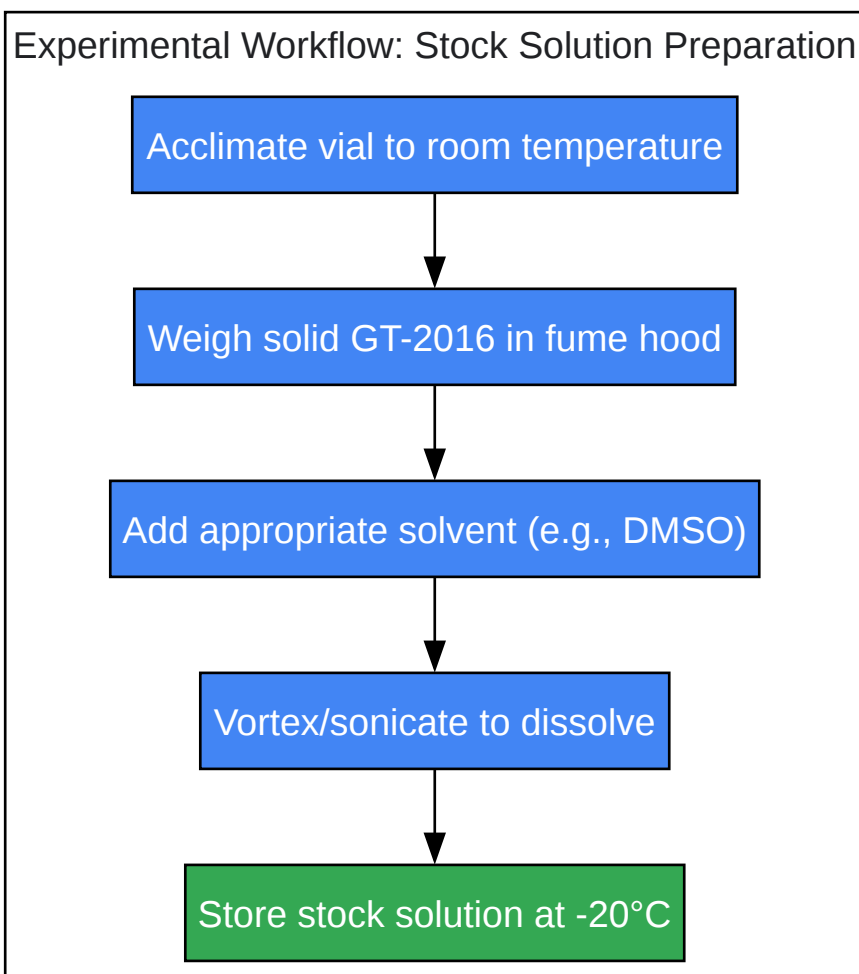 Experimental Workflow: Stock Solution Preparation
Acclimate vial to room temperature
Weigh solid GT-2016 in fume hood
Add appropriate solvent (e.g., DMSO)
Vortex/sonicate to dissolve
Store stock solution at -20°C